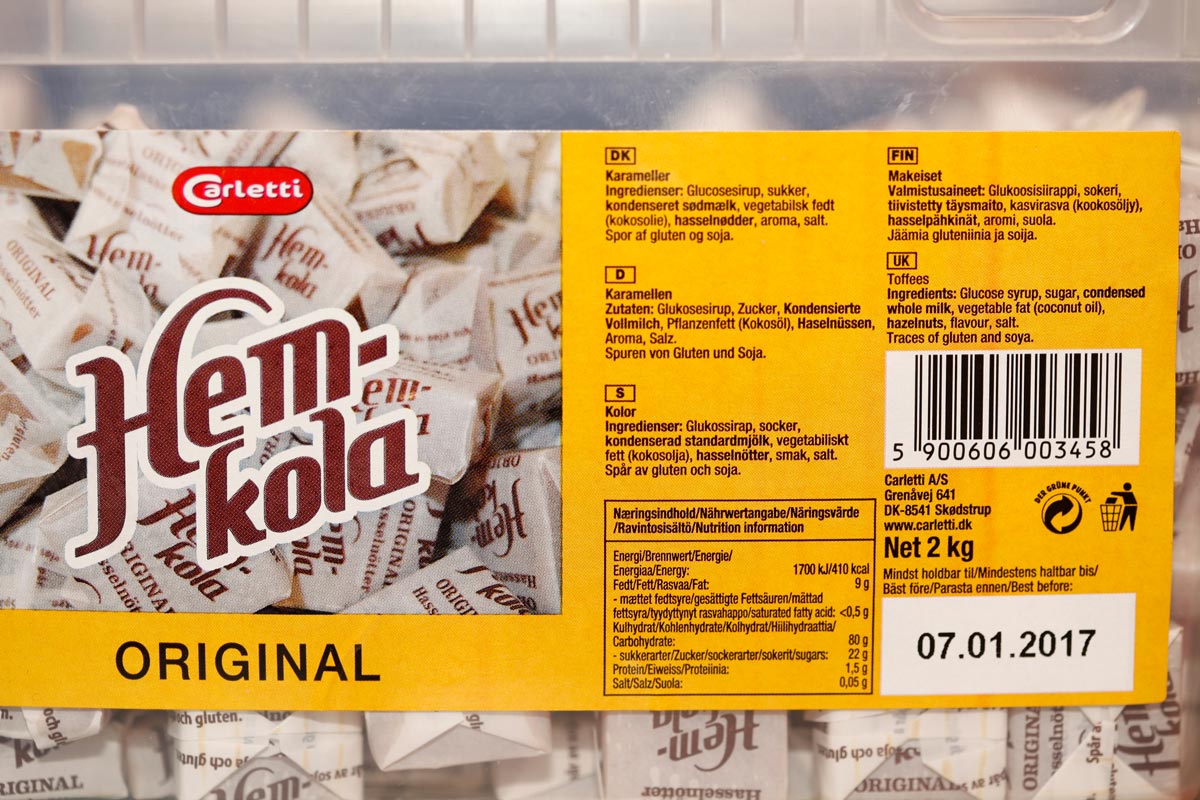 Carletti
Hem-
kola
ORIGINAL
DK
Karameller
Ingredienser: Glucosesirup, sukker,
kondenseret sødmælk, vegetabilsk fedt
(kokosolie), hasselnødder, aroma, salt.
Spor af gluten og soja.
D
Karamellen
Zutaten: Glukosesirup, Zucker, Kondensierte
Vollmilch, Pflanzenfett (Kokosöl), Haselnüssen,
Aroma, Salz.
Spuren von Gluten und Soja.
S
Kolor
Ingredienser: Glukossirap, socker,
kondenserad standardmjölk, vegetabiliskt
fett (kokosolja), hasselnötter, smak, salt.
Spår av gluten och soja.
Næringsindhold/Nährwertangabe/Näringsvärde
/Ravintosisältö/Nutrition information
Energi/Brennwert/Energie/
Energiaa/Energy: 1700 kJ/410 kcal
Fedt/Fett/Rasvaa/Fat: 9 g
- mættet fedtsyre/gesättigte Fettsäuren/mättad
fettsyra/tyydyttynyt rasvahappo/saturated fatty acid: <0,5 g
Kulhydrat/Kohlenhydrate/Kolhydrat/Hiilihydraattia/
Carbohydrate: 80 g
- sukkerarter/Zucker/sockerarter/sokerit/sugars: 22 g
Protein/Eiweiss/Proteiinia: 1,5 g
Salt/Salz/Suola: 0,05 g
FIN
Makeiset
Valmistusaineet: Glukoosisiirappi, sokeri,
tiivistetty täysmaito, kasvirasva (kookosöljy),
hasselpähkinät, aromi, suola.
Jäämia gluteniinia ja soija.
UK
Toffees
Ingredients: Glucose syrup, sugar, condensed
whole milk, vegetable fat (coconut oil),
hazelnuts, flavour, salt.
Traces of gluten and soya.
5 900606 003458
Carletti A/S
Grenåvej 641
DK-8541 Skødstrup
www.carletti.dk
DER GRÜNE PUNKT
Net 2 kg
Mindst holdbar til/Mindestens haltbar bis/
Bäst före/Parasta ennen/Best before:
07.01.2017